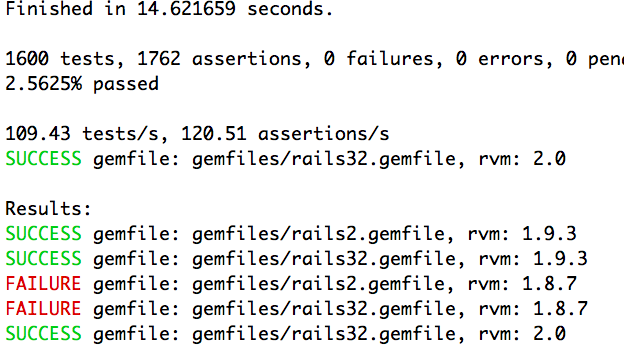 Finished in 14.621659 seconds.
1600 tests, 1762 assertions, 0 failures, 0 errors, 0
2.5625% passed
109.43 tests/s, 120.51 assertions/s
SUCCESS gemfile: gemfiles/rails32.gemfile, rvm: 2.0
Results:
SUCCESS gemfile: gemfiles/rails2.gemfile, rvm: 1.9.3
SUCCESS gemfile: gemfiles/rails32.gemfile, rvm: 1.9.3
FAILURE gemfile: gemfiles/rails2.gemfile, rvm: 1.8.7
FAILURE gemfile: gemfiles/rails32.gemfile, rvm: 1.8.7
SUCCESS gemfile: gemfiles/rails32.gemfile, rvm: 2.0